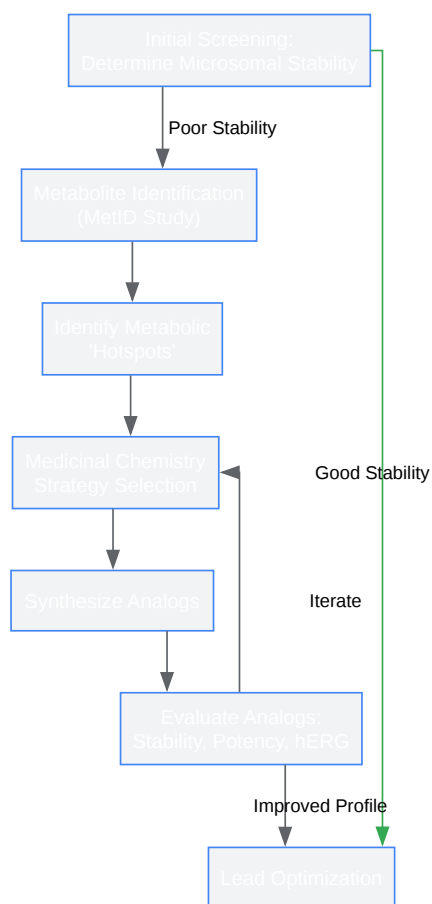 Initial Screening:
Determine Microsomal Stability
Poor Stability
Metabolite Identification
(MetID Study)
Identify Metabolic
'Hotspots'
Medicinal Chemistry
Strategy Selection
Good Stability
Synthesize Analogs
Iterate
Evaluate Analogs:
Stability, Potency, hERG
Improved Profile
Lead Optimization